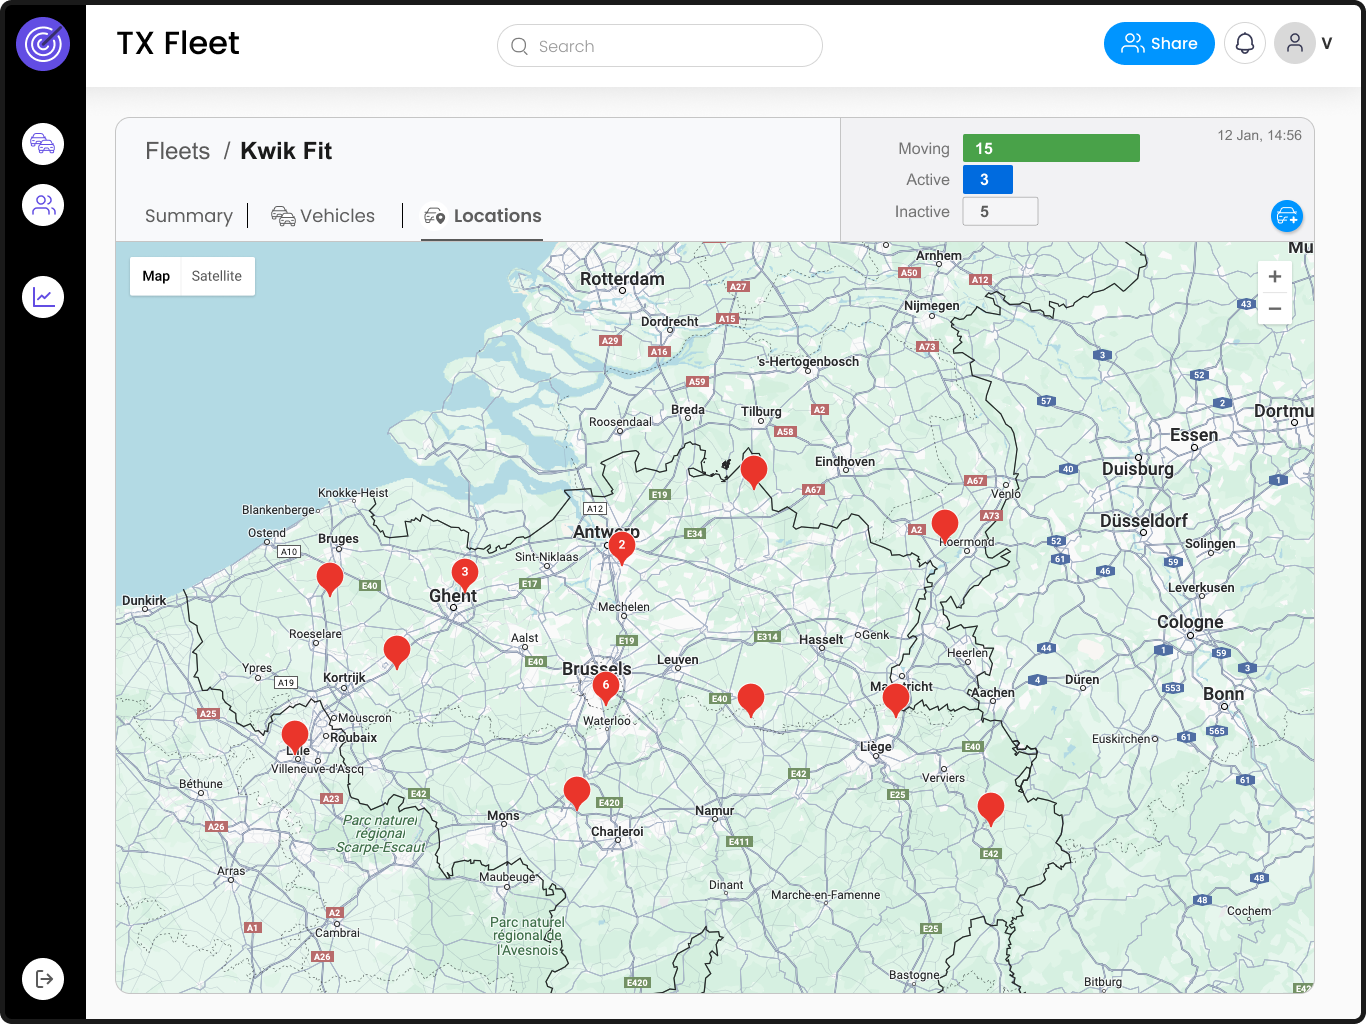 TX Fleet
Search
Share
V
Fleets / Kwik Fit
Moving 15
12 Jan, 14:56
Active 3
Inactive 5
Summary
Vehicles
Locations
Map
Satellite
+
−
Mu
Arnhem
Rotterdam
A50
A12
A27
43
Nijmegen
Dordrecht
A15
A29
A16
A73
3
's-Hertogenbosch
52
A59
57
2
Breda
Tilburg
A2
Dortmu
Roosendaal
A58
Essen
Eindhoven
Duisburg
40
A67
A67
1
Knokke-Heist
E19
Venlo
Blankenberge
A12
A73
Düsseldorf
Ostend
Antwerp
E34
A2
Bruges
2
Roermond
52
Solingen
A10
Sint-Niklaas
61
59
3
46
E40
E17
Leverkusen
Dunkirk
Ghent
Mechelen
Cologne
Roeselare
Aalst
E19
E314
Hasselt
Genk
44
1
59
E40
Leuven
Heerlen
3
Ypres
Brussels
Kortrijk
A19
6
E40
Maastricht
Aachen
4
Düren
553
Bonn
A25
Mouscron
Waterloo
565
Roubaix
Euskirchen
61
Lille
Liège
E40
Villeneuve-d'Ascq
E42
Verviers
61
Béthune
E42
E25
A23
E420
Mons
Namur
Parc naturel
régional
Scarpe-Escaut
A26
Charleroi
E411
E42
Arras
Maubeuge
Dinant
Marche-en-Famenne
48
48
A2
Cochem
A1
Parc naturel
régional de
l'Avesnois
E25
Cambrai
A26
Bastogne
Bitburg
E420
E42